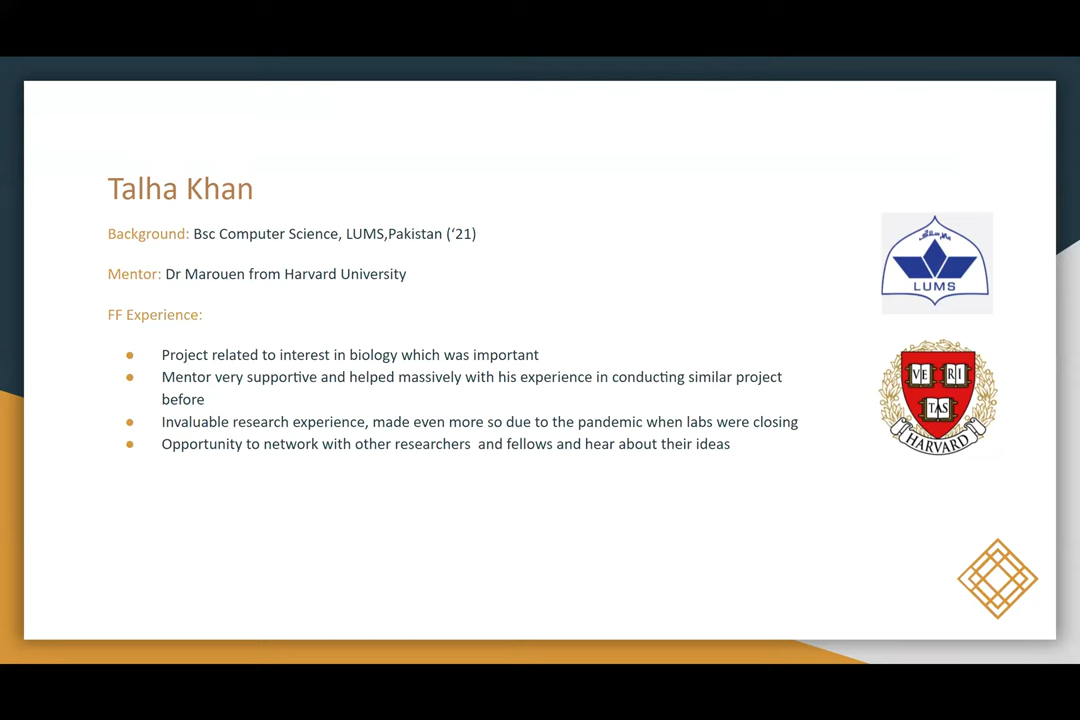 Talha Khan
Background: Bsc Computer Science, LUMS,Pakistan (‘21)
Mentor: Dr Marouen from Harvard University
FF Experience:
● Project related to interest in biology which was important
● Mentor very supportive and helped massively with his experience in conducting similar project
before
● Invaluable research experience, made even more so due to the pandemic when labs were closing
● Opportunity to network with other researchers  and fellows and hear about their ideas
LUMS
VE RI
TAS
HARVARD